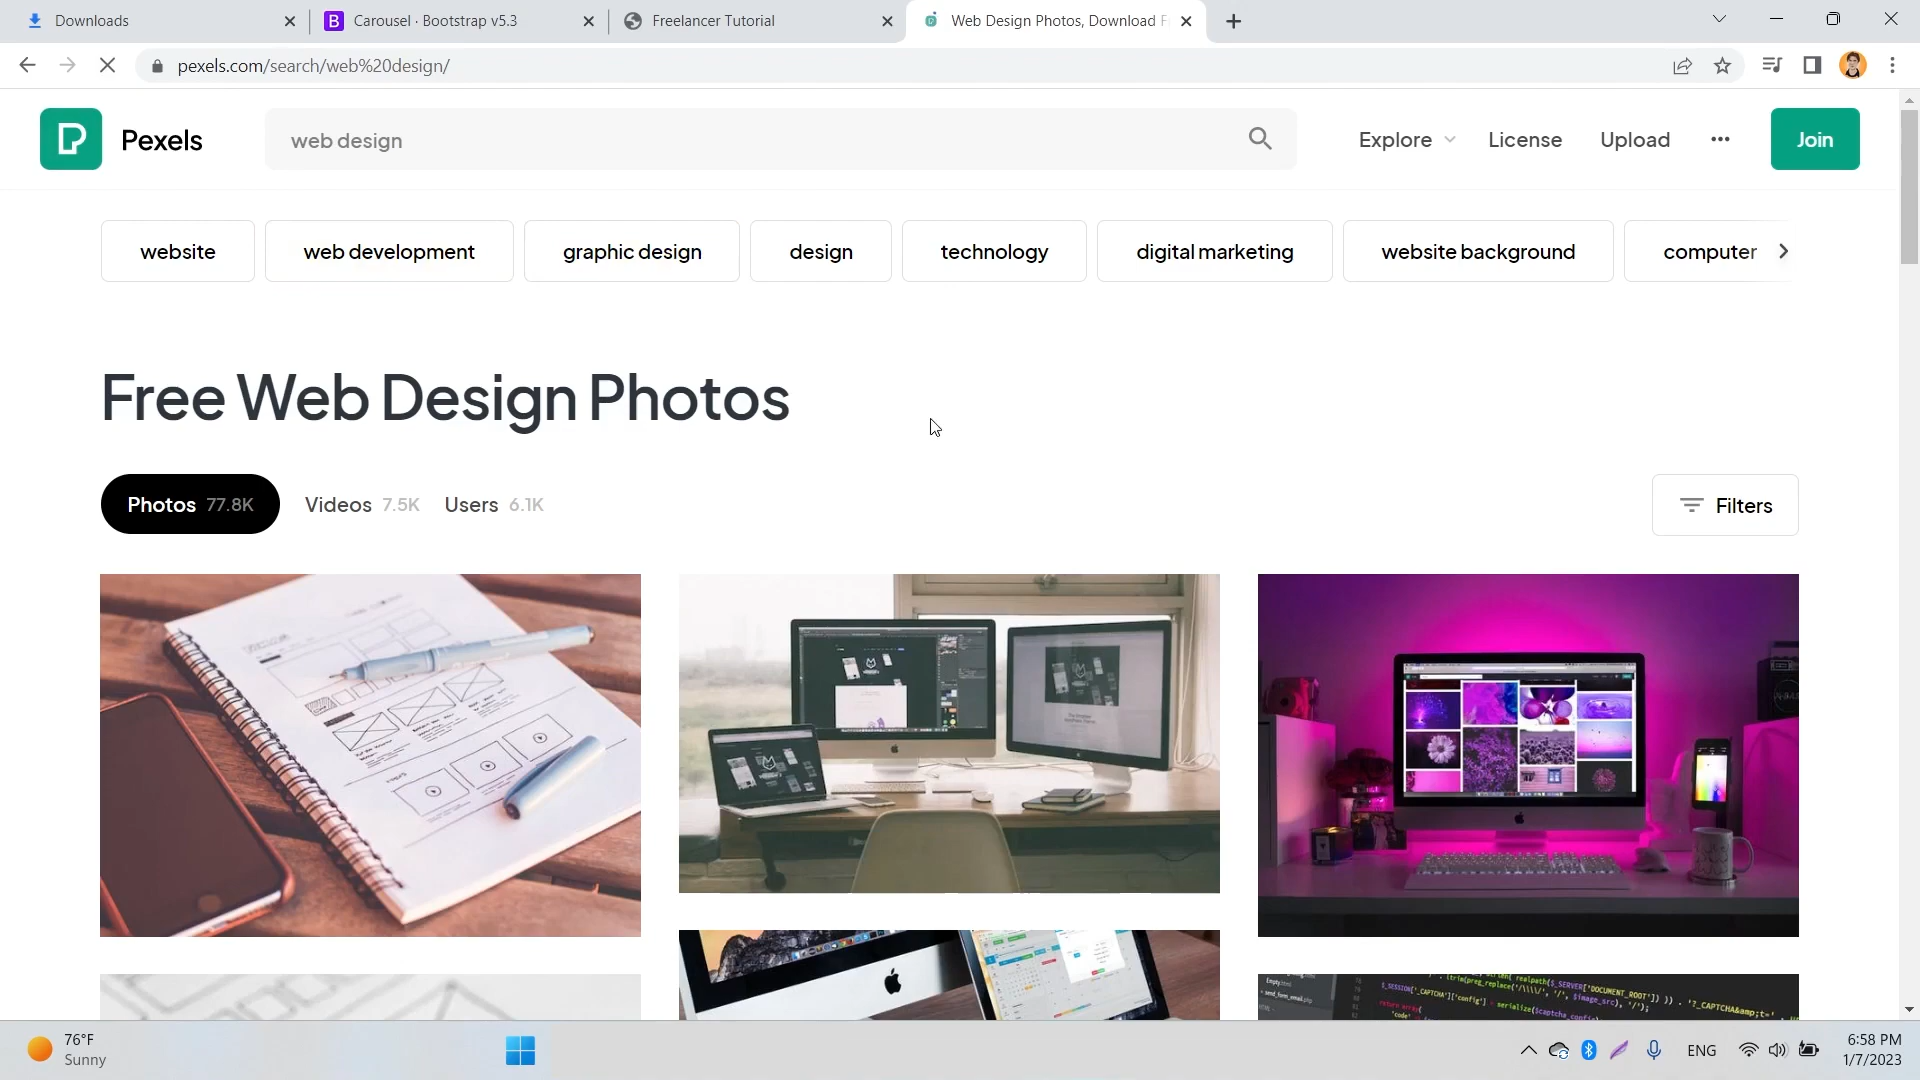 Downloads
Carousel · Bootstrap v5.3
Freelancer Tutorial
Web Design Photos, Download F
pexels.com/search/web%20design/
Pexels
web design
Explore
License
Upload
Join
website
web development
graphic design
design
technology
digital marketing
website background
computer
Free Web Design Photos
Photos 77.8K
Videos 7.5K
Users 6.1K
Filters
76°F
Sunny
ENG
6:58 PM
1/7/2023